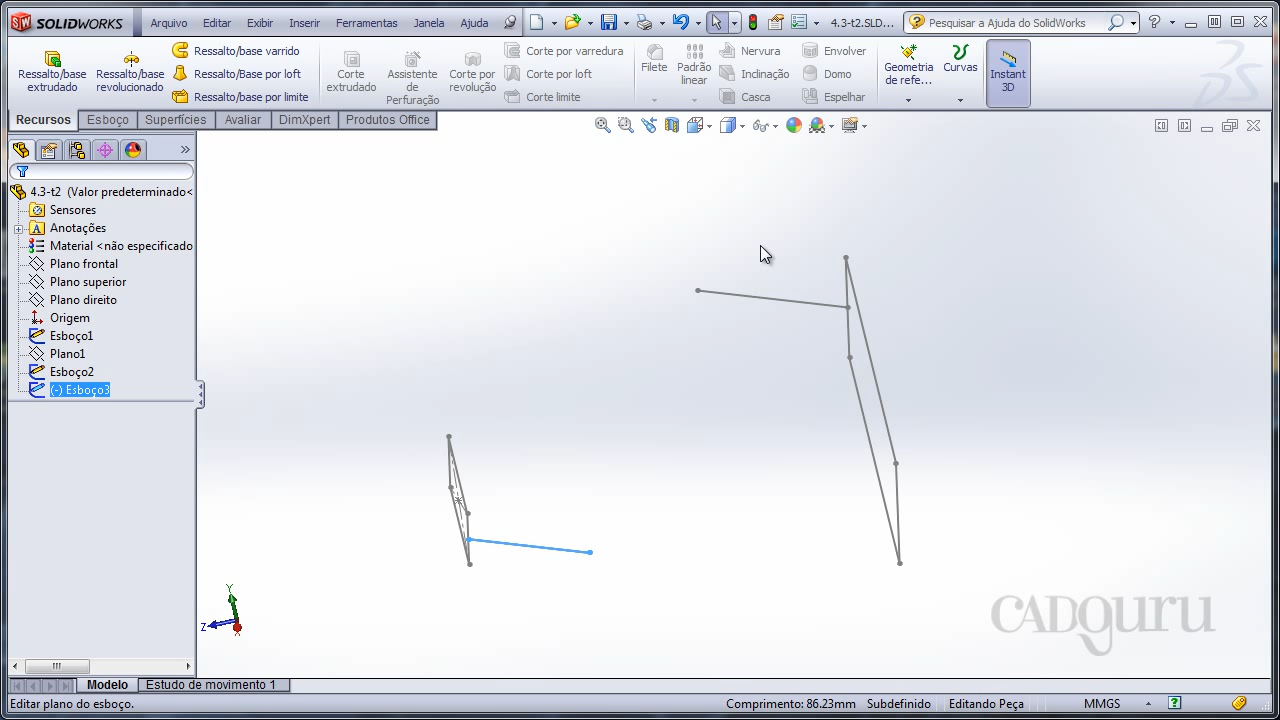 SOLIDWORKS Arquivo Editar Exibir Inserir Ferramentas Janela Ajuda 4.3-t2.SLD... Pesquisar a Ajuda do SolidWorks
Ressalto/base extrudado
Ressalto/base revolucionado
Ressalto/base varrido
Ressalto/base por loft
Ressalto/base por limite
Corte extrudado
Assistente de Perfuração
Corte por revolução
Corte por varredura
Corte por loft
Corte limite
Filete
Padrão linear
Nervura
Inclinação
Casca
Envolver
Domo
Espelhar
Geometria de refe...
Curvas
Instant 3D
Recursos Esboço Superfícies Avaliar DimXpert Produtos Office
4.3-t2 (Valor predeterminado<
Sensores
Anotações
Material <não especificado
Plano frontal
Plano superior
Plano direito
Origem
Esboço1
Plano1
Esboço2
(-) Esboço3
Y
Z
X
CADguru
Modelo Estudo de movimento 1
Editar plano do esboço. Comprimento: 86.23mm Subdefinido Editando Peça MMGS